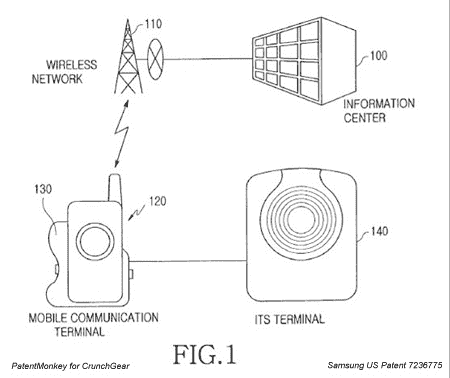 110
WIRELESS
NETWORK
100
INFORMATION
CENTER
130
120
140
MOBILE COMMUNICATION
TERMINAL
ITS TERMINAL
FIG.1
PatentMonkey for CrunchGear
Samsung US Patent 7236775